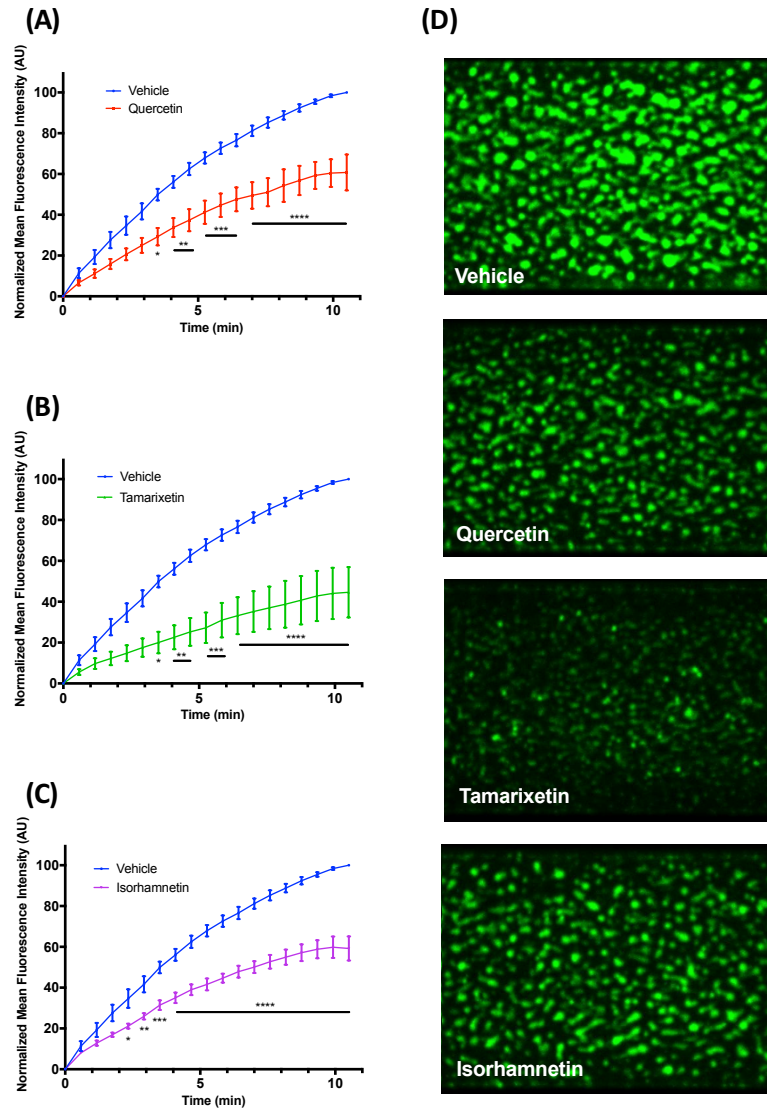 (A)
Normalized Mean Fluorescence Intensity (AU)
100
80
60
40
20
0
Vehicle
Quercetin
*
**
***
****
0
5
10
Time (min)
(B)
Normalized Mean Fluorescence Intensity (AU)
100
80
60
40
20
0
Vehicle
Tamarixetin
*
**
***
****
0
5
10
Time (min)
(C)
Normalized Mean Fluorescence Intensity (AU)
100
80
60
40
20
0
Vehicle
Isorhamnetin
*
**
***
****
0
5
10
Time (min)
(D)
Vehicle
Quercetin
Tamarixetin
Isorhamnetin